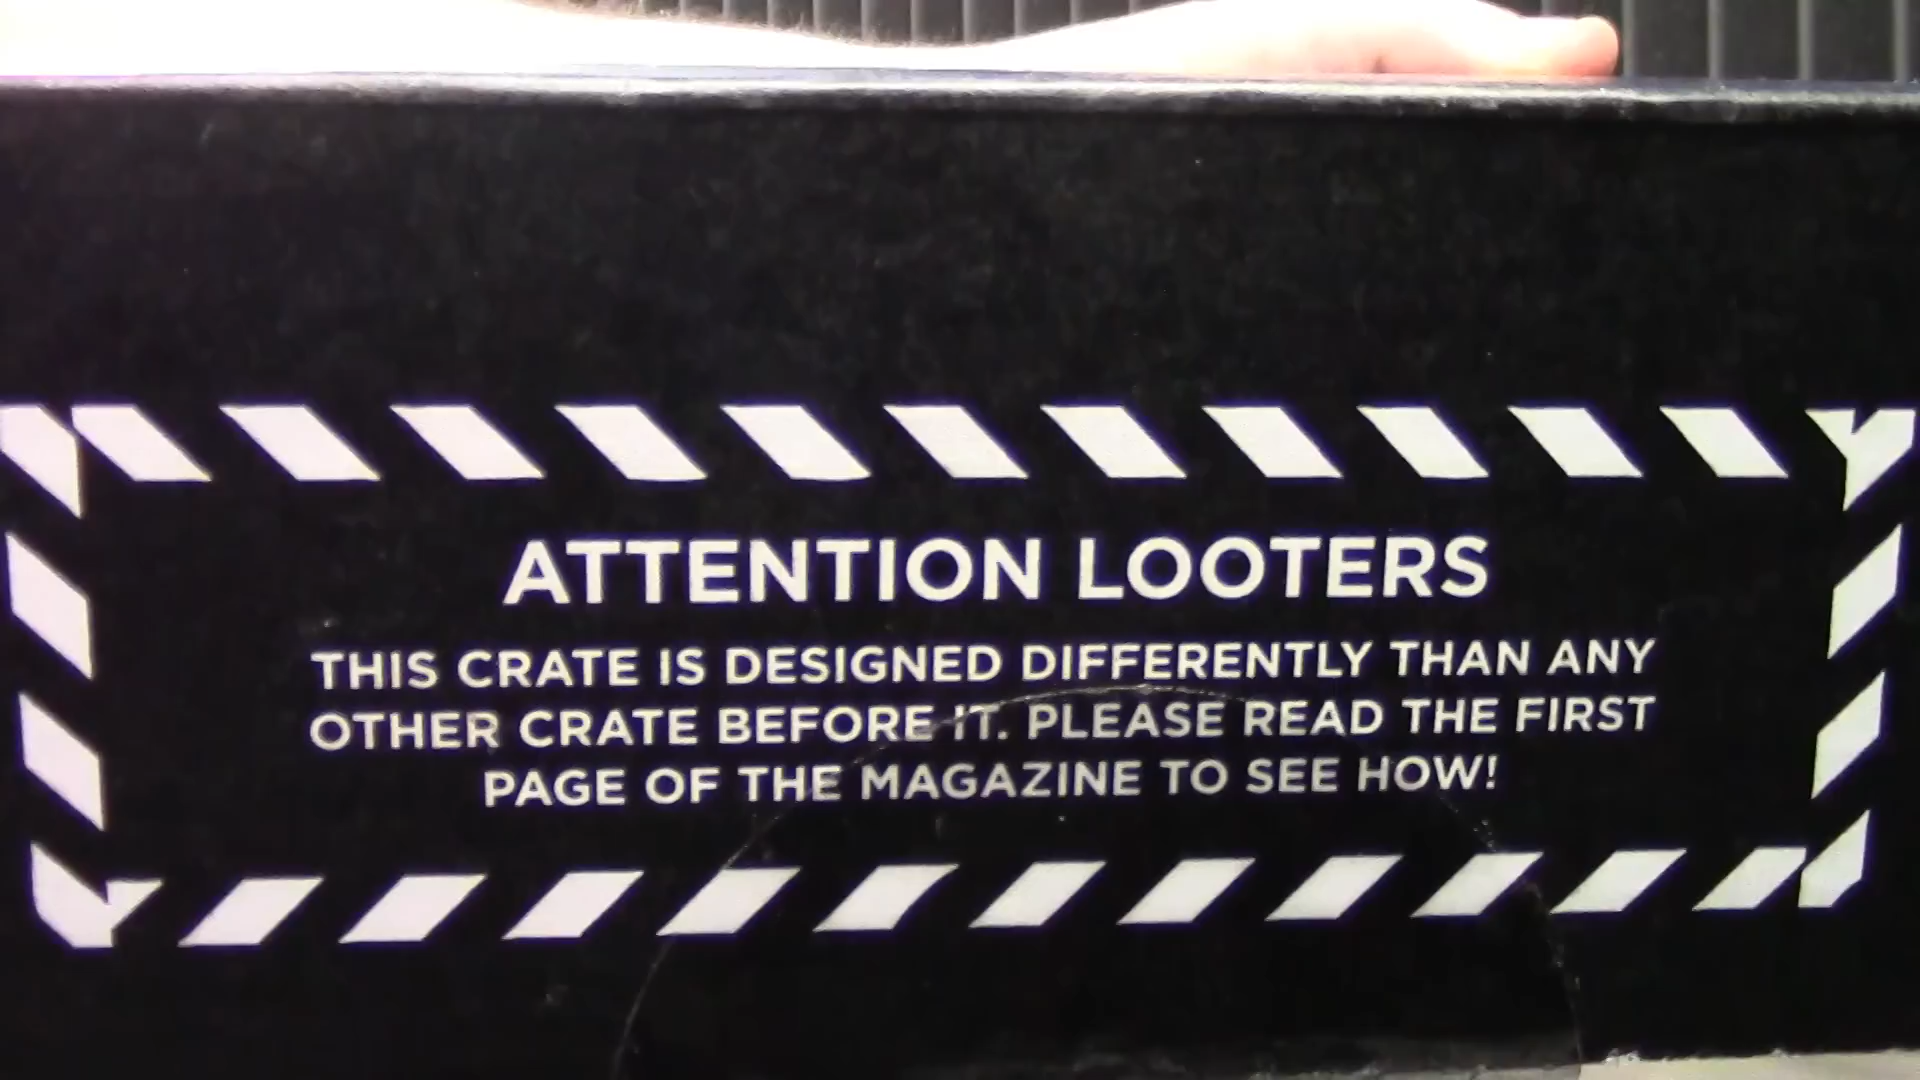 ATTENTION LOOTERS
THIS CRATE IS DESIGNED DIFFERENTLY THAN ANY
OTHER CRATE BEFORE IT. PLEASE READ THE FIRST
PAGE OF THE MAGAZINE TO SEE HOW!